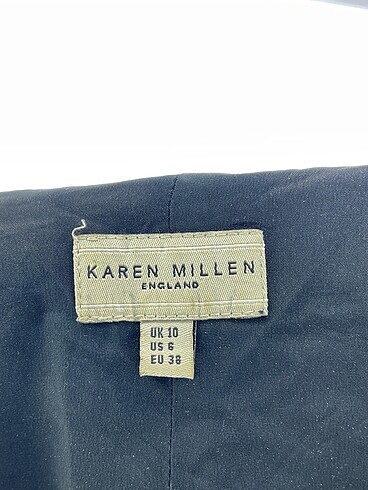 KAREN MILLEN
ENGLAND
UK 10
US 6
EU 38